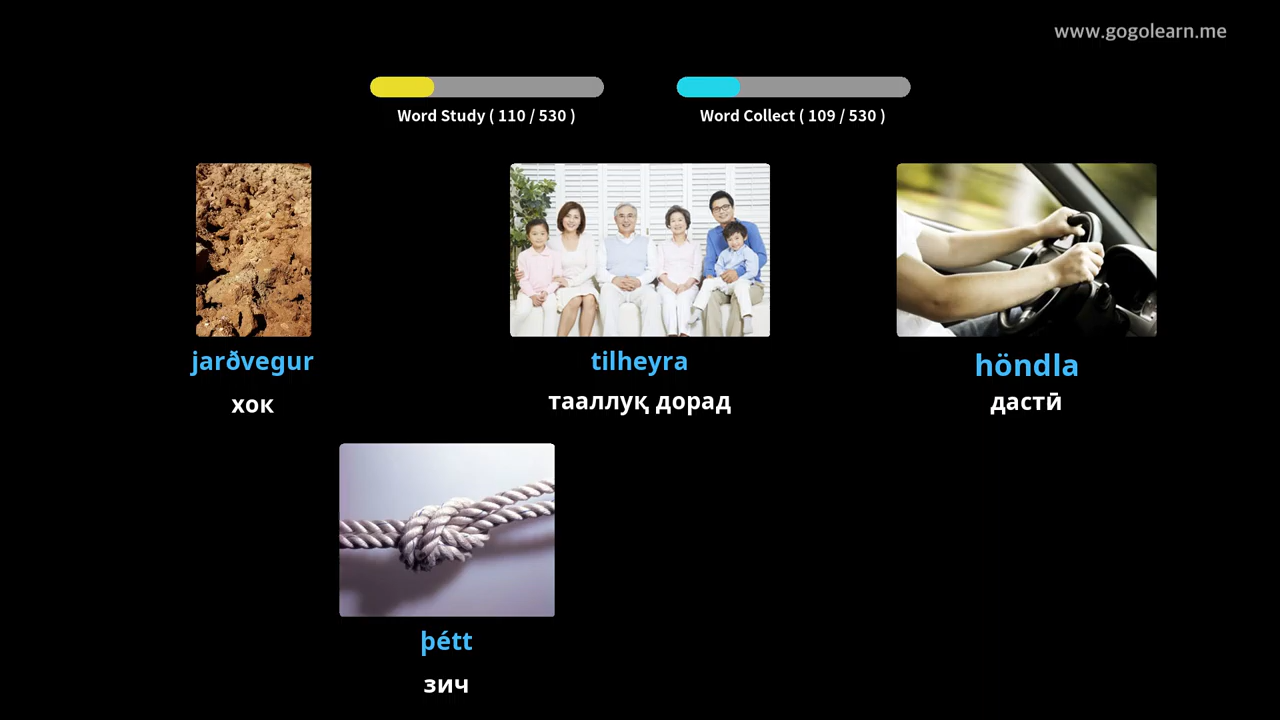 www.gogolearn.me
Word Study ( 110 / 530 )
Word Collect ( 109 / 530 )
jarðvegur
хок
tilheyra
тааллуқ дорад
höndla
дастӣ
þétt
зич